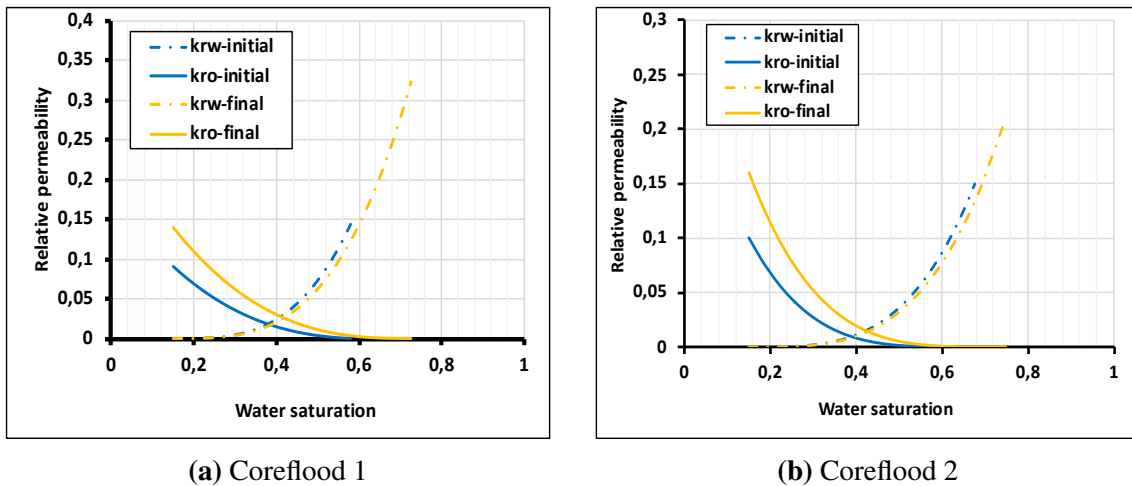 0,4
0,35
0,3
0,25
0,2
0,15
0,1
0,05
0
Relative permeability
krw-initial
kro-initial
krw-final
kro-final
0 0,2 0,4 0,6 0,8 1
Water saturation
(a) Coreflood 1
0,3
0,25
0,2
0,15
0,1
0,05
0
Relative permeability
krw-initial
kro-initial
krw-final
kro-final
0 0,2 0,4 0,6 0,8 1
Water saturation
(b) Coreflood 2